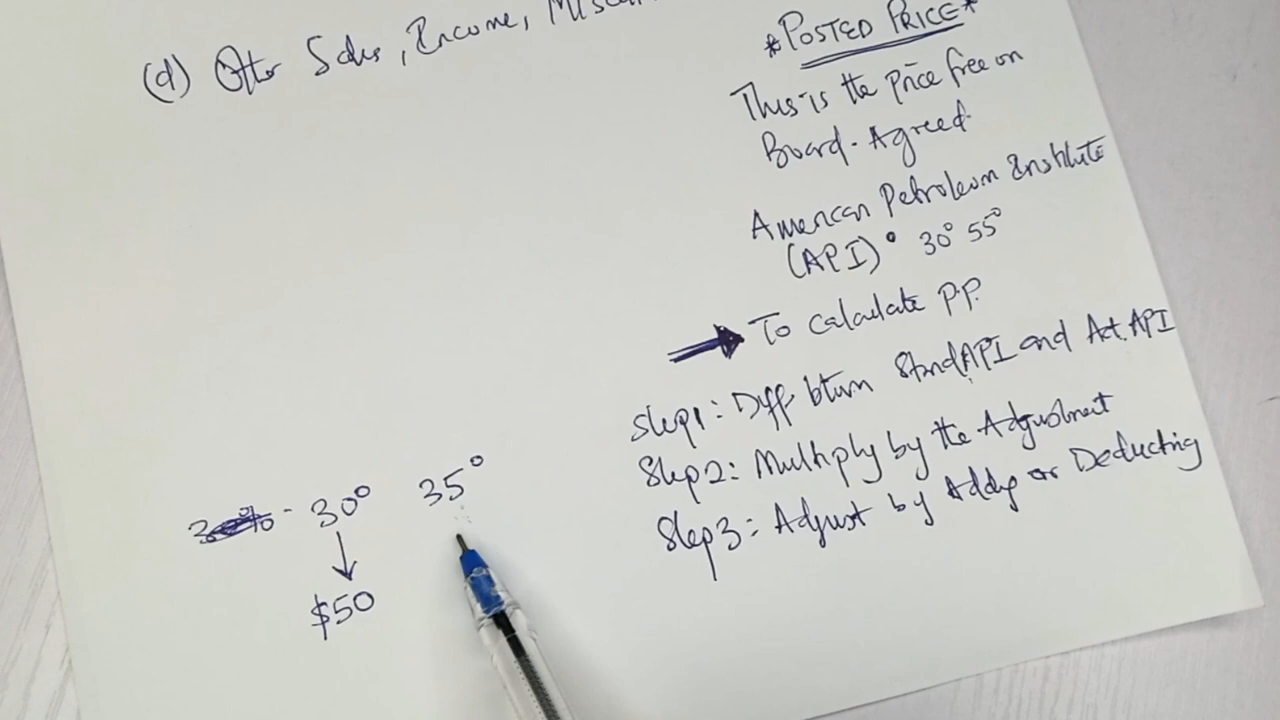 (d) Other Sales, Income,
*POSTED PRICE*
This is the price free on
Board - Agreed.
American Petroleum Institute
(API)° 30° 55°
To Calculate P.P.
Step1: Diff. btwn Stand API and Act. API
Step2: Multiply by the Adjustment
Step3: Adjust by Addg or Deducting
30° 35°
$50